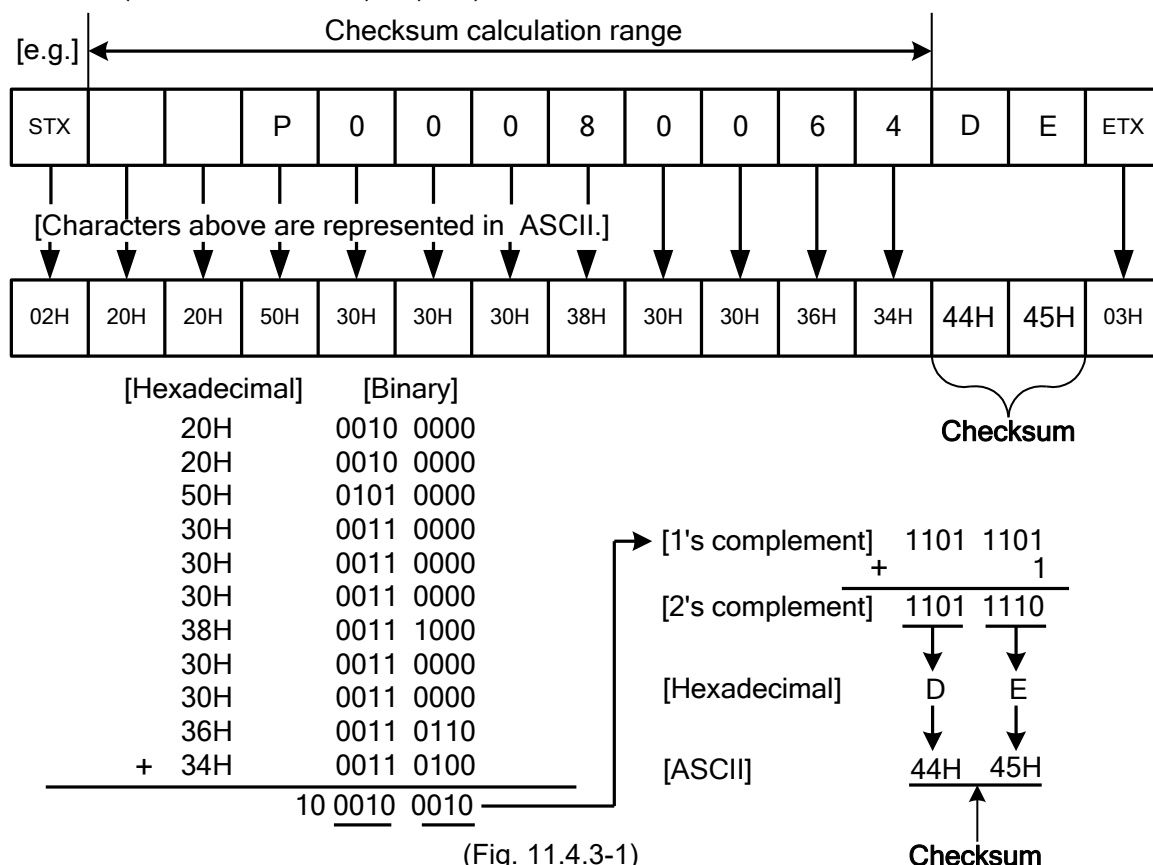 Checksum calculation range
[e.g.]
STX P 0 0 0 8 0 0 6 4 D E ETX
[Characters above are represented in ASCII.]
02H 20H 20H 50H 30H 30H 30H 38H 30H 30H 36H 34H 44H 45H 03H
Checksum
[Hexadecimal] [Binary]
20H 0010 0000
20H 0010 0000
50H 0101 0000
30H 0011 0000
30H 0011 0000
30H 0011 0000
38H 0011 1000
30H 0011 0000
30H 0011 0000
36H 0011 0110
+ 34H 0011 0100
10 0010 0010
[1's complement] 1101 1101
+ 1
[2's complement] 1101 1110
[Hexadecimal] D E
[ASCII] 44H 45H
Checksum
(Fig. 11.4.3-1)